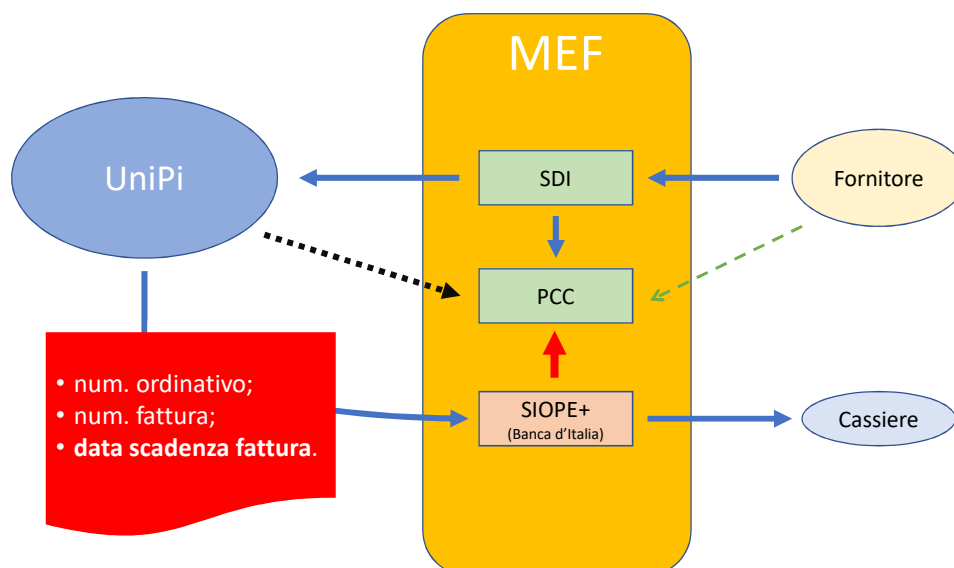 MEF
UniPi
SDI
Fornitore
PCC
• num. ordinativo;
• num. fattura;
• data scadenza fattura.
SIOPE+
(Banca d'Italia)
Cassiere